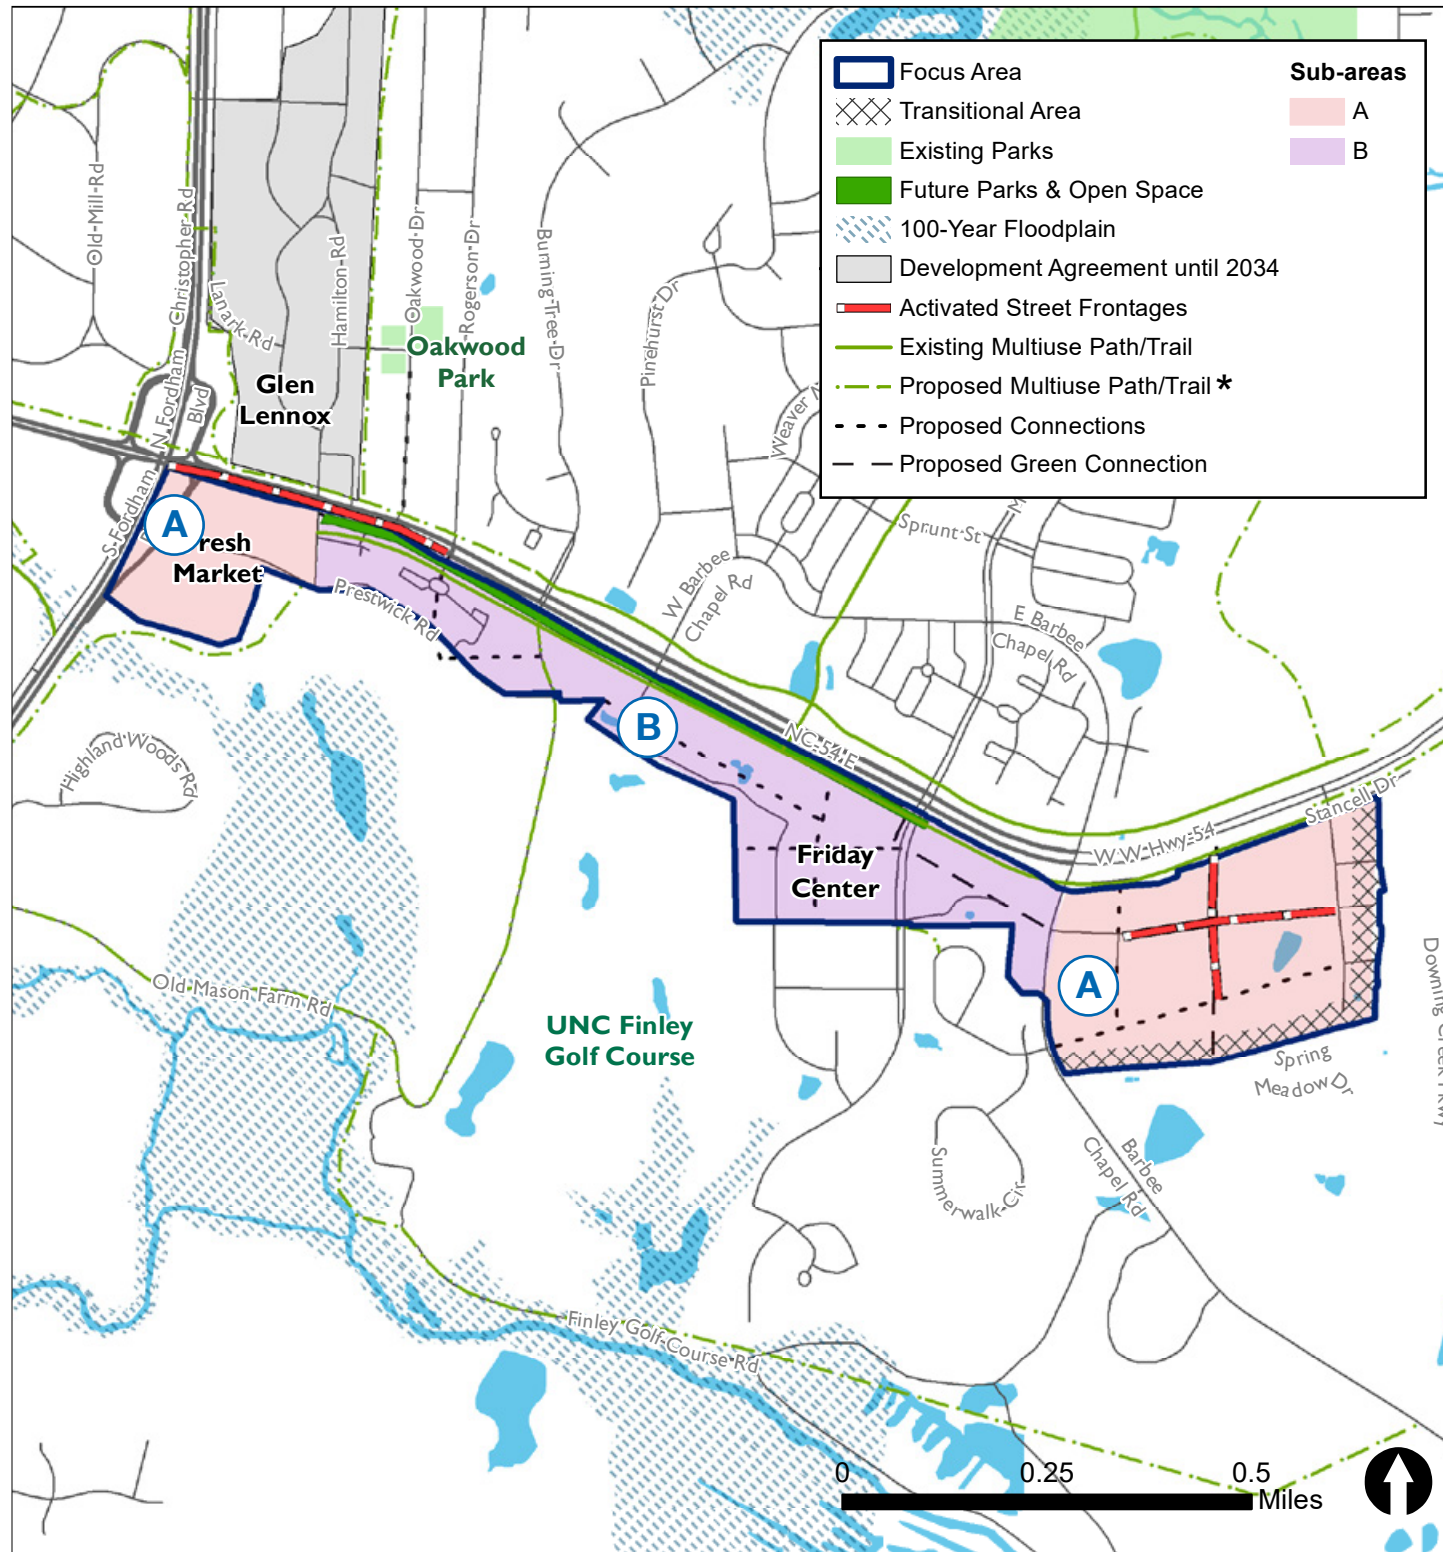 Focus Area
Sub-areas
Transitional Area
A
Existing Parks
B
Future Parks & Open Space
100-Year Floodplain
Development Agreement until 2034
Activated Street Frontages
Existing Multiuse Path/Trail
Proposed Multiuse Path/Trail *
Proposed Connections
Proposed Green Connection
Old-Mill-Rd
Christopher-Rd
Lanark-Rd
Hamilton-Rd
Oakwood-Dr
Rogerson-Dr
Burning-Tree-Dr
Pinehurst Dr
Weaver
Oakwood
Park
Glen
Lennox
N Fordham
Blvd
S-Fordham
A
resh
Market
Prestwick Rd
W Barbee
Chapel Rd
Sprunt-St
M
E Barbee
Chapel Rd
B
NC-54-E
Highland Woods Rd
Friday
Center
W W Hwy-54
Stancell-Dr
A
Downing Creek Pkwy
Spring
Meadow Dr
Old Mason Farm Rd
UNC Finley
Golf Course
Summerwalk-Cir
Barbee
Chapel Rd
Finley Golf-Course Rd
0
0.25
0.5
Miles